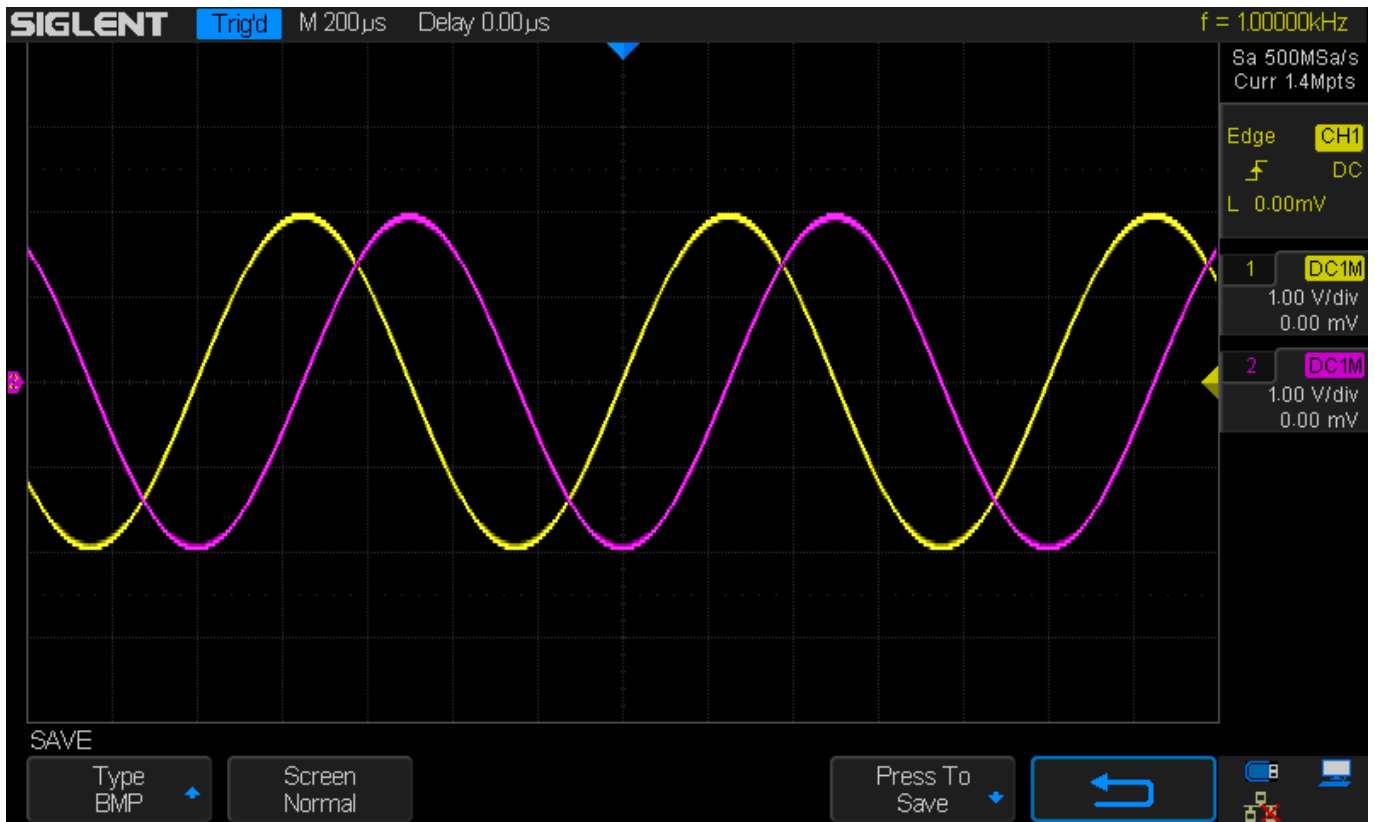 SIGLENT Trig'd M 200µs Delay 0.00µs f = 1.00000kHz
Sa 500MSa/s
Curr 1.4Mpts
Edge CH1
DC
L 0.00mV
1 DC1M
1.00 V/div
0.00 mV
2 DC1M
1.00 V/div
0.00 mV
SAVE
Type
BMP
Screen
Normal
Press To
Save